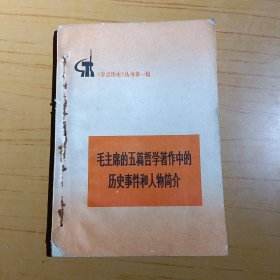 《学点历史》丛书第一辑
毛主席的五篇哲学著作中的
历史事件和人物简介